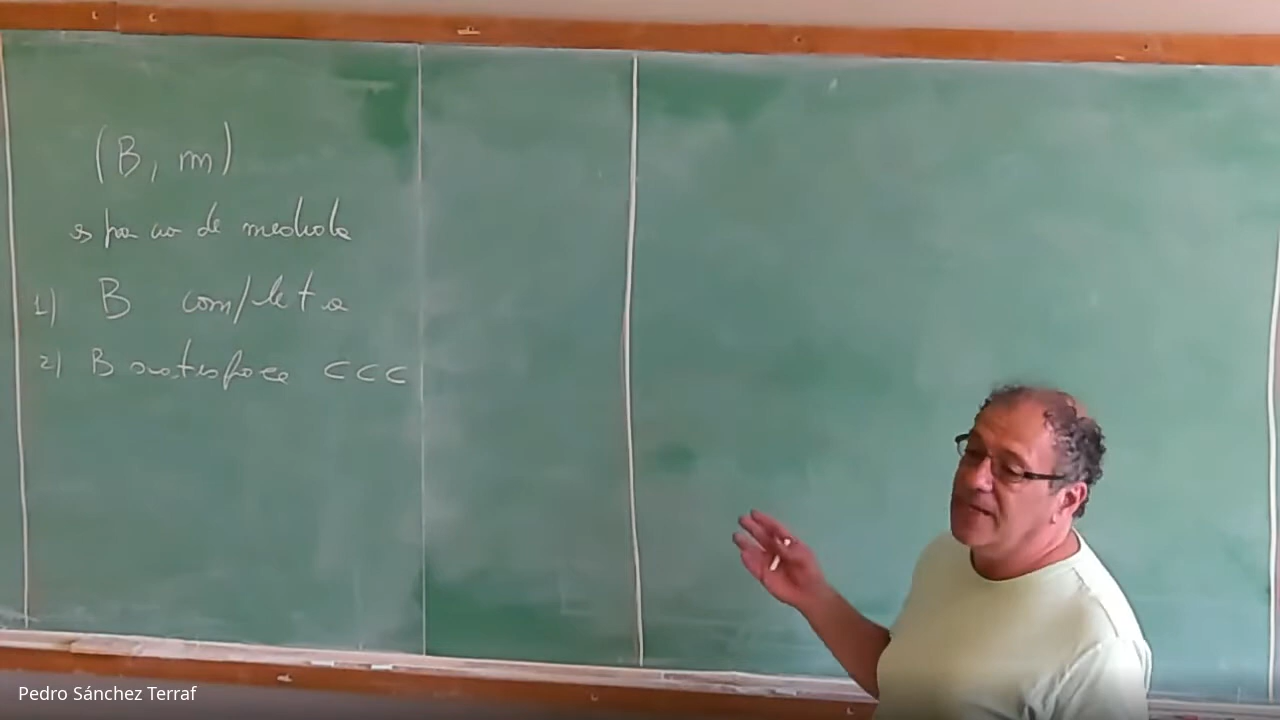 (B, m)
espacio de medida
1) B completa
2) B satisface CCC
Pedro Sánchez Terraf